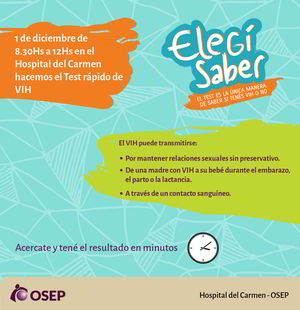 1 de diciembre de
8.30Hs a 12Hs en el
Hospital del Carmen
hacemos el Test rápido de
VIH
Elegí
Saber
EL TEST ES LA ÚNICA MANERA
DE SABER SI TENÉS VIH O NO
El VIH puede transmitirse:
• Por mantener relaciones sexuales sin preservativo.
• De una madre con VIH a su bebé durante el embarazo,
el parto o la lactancia.
• A través de un contacto sanguíneo.
Acercate y tené el resultado en minutos
OSEP
Hospital del Carmen - OSEP